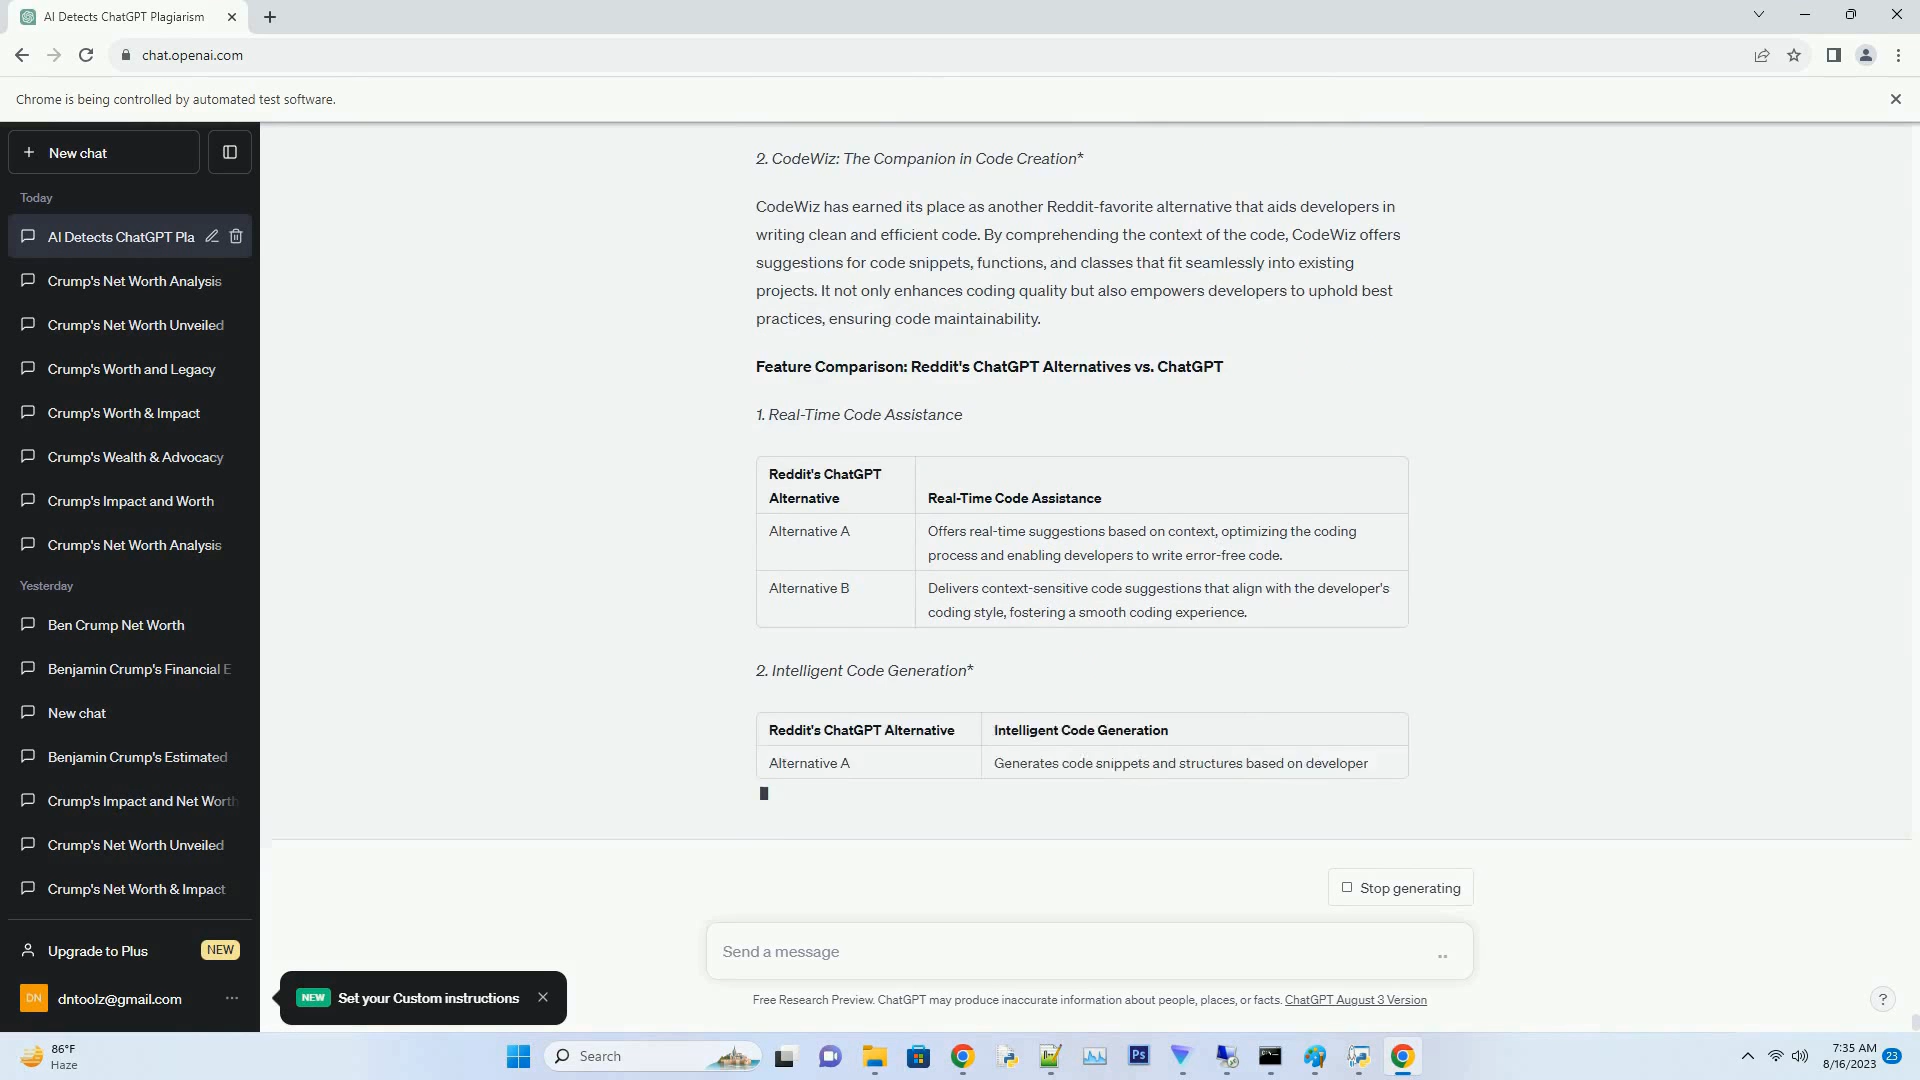 AI Detects ChatGPT Plagiarism
chat.openai.com
Chrome is being controlled by automated test software.
New chat
Today
AI Detects ChatGPT Pla
Crump's Net Worth Analysis
Crump's Net Worth Unveiled
Crump's Worth and Legacy
Crump's Worth & Impact
Crump's Wealth & Advocacy
Crump's Impact and Worth
Crump's Net Worth Analysis
Yesterday
Ben Crump Net Worth
Benjamin Crump's Financial E
New chat
Benjamin Crump's Estimated
Crump's Impact and Net Worth
Crump's Net Worth Unveiled
Crump's Net Worth & Impact
Upgrade to Plus NEW
DN dntoolz@gmail.com
2. CodeWiz: The Companion in Code Creation*
CodeWiz has earned its place as another Reddit-favorite alternative that aids developers in
writing clean and efficient code. By comprehending the context of the code, CodeWiz offers
suggestions for code snippets, functions, and classes that fit seamlessly into existing
projects. It not only enhances coding quality but also empowers developers to uphold best
practices, ensuring code maintainability.
Feature Comparison: Reddit's ChatGPT Alternatives vs. ChatGPT
1. Real-Time Code Assistance
Reddit's ChatGPT
Alternative Real-Time Code Assistance
Alternative A Offers real-time suggestions based on context, optimizing the coding
process and enabling developers to write error-free code.
Alternative B Delivers context-sensitive code suggestions that align with the developer's
coding style, fostering a smooth coding experience.
2. Intelligent Code Generation*
Reddit's ChatGPT Alternative Intelligent Code Generation
Alternative A Generates code snippets and structures based on developer
Stop generating
Send a message
NEW Set your Custom instructions
Free Research Preview. ChatGPT may produce inaccurate information about people, places, or facts. ChatGPT August 3 Version
?
86°F
Haze
Search
Ps
7:35 AM
8/16/2023
23